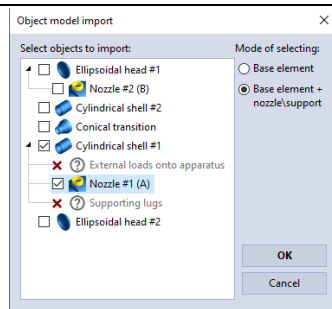 Object model import
Select objects to import:
Mode of selecting:
Ellipsoidal head #1
Nozzle #2 (B)
Cylindrical shell #2
Conical transition
Cylindrical shell #1
External loads onto apparatus
Nozzle #1 (A)
Supporting lugs
Ellipsoidal head #2
Base element
Base element +
nozzle\support
OK
Cancel